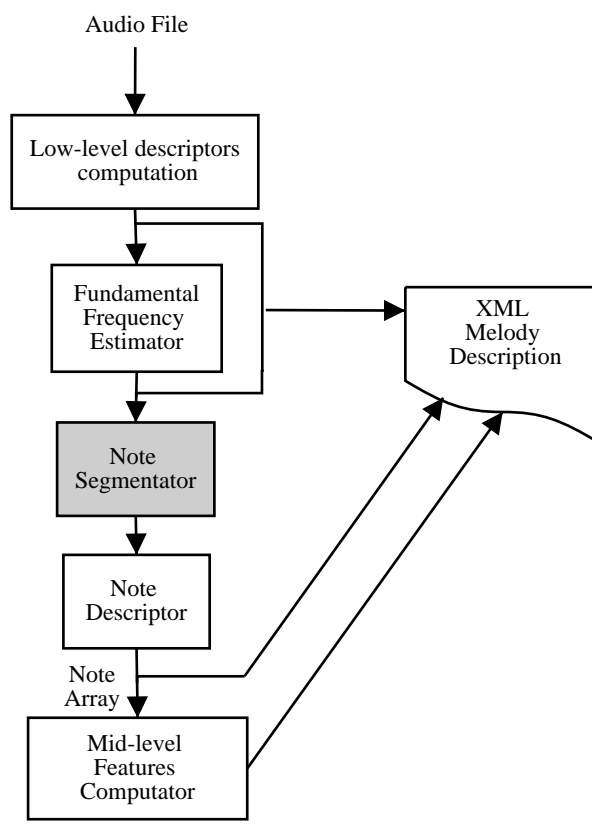 Audio File
Low-level descriptors
computation
Fundamental
Frequency
Estimator
XML
Melody
Description
Note
Segmentator
Note
Descriptor
Note
Array
Mid-level
Features
Computator